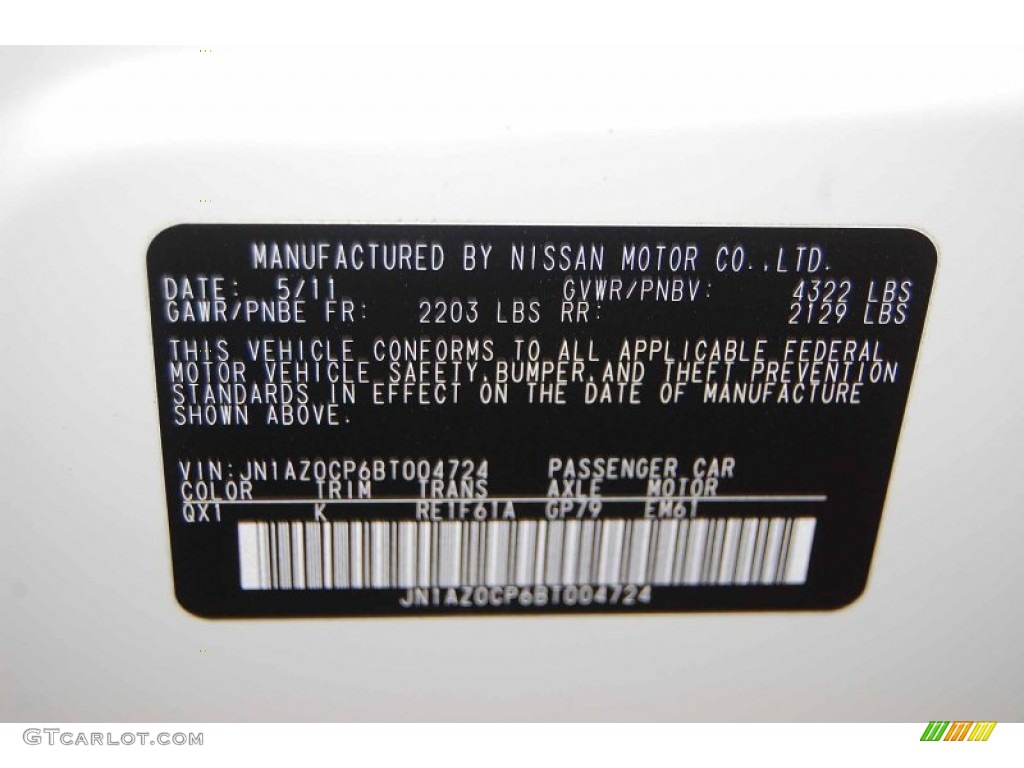 MANUFACTURED BY NISSAN MOTOR CO.,LTD.
DATE: 5/11 GVWR/PNBV: 4322 LBS
GAWR/PNBE FR: 2203 LBS RR: 2129 LBS
THIS VEHICLE CONFORMS TO ALL APPLICABLE FEDERAL
MOTOR VEHICLE SAFETY,BUMPER,AND THEFT PREVENTION
STANDARDS IN EFFECT ON THE DATE OF MANUFACTURE
SHOWN ABOVE.
VIN:JN1AZ0CP6BT004724 PASSENGER CAR
COLOR TRIM TRANS AXLE MOTOR
QX1 K RE1F61A GP79 EM61
JN1AZ0CP6BT004724
GTCARLOT.COM